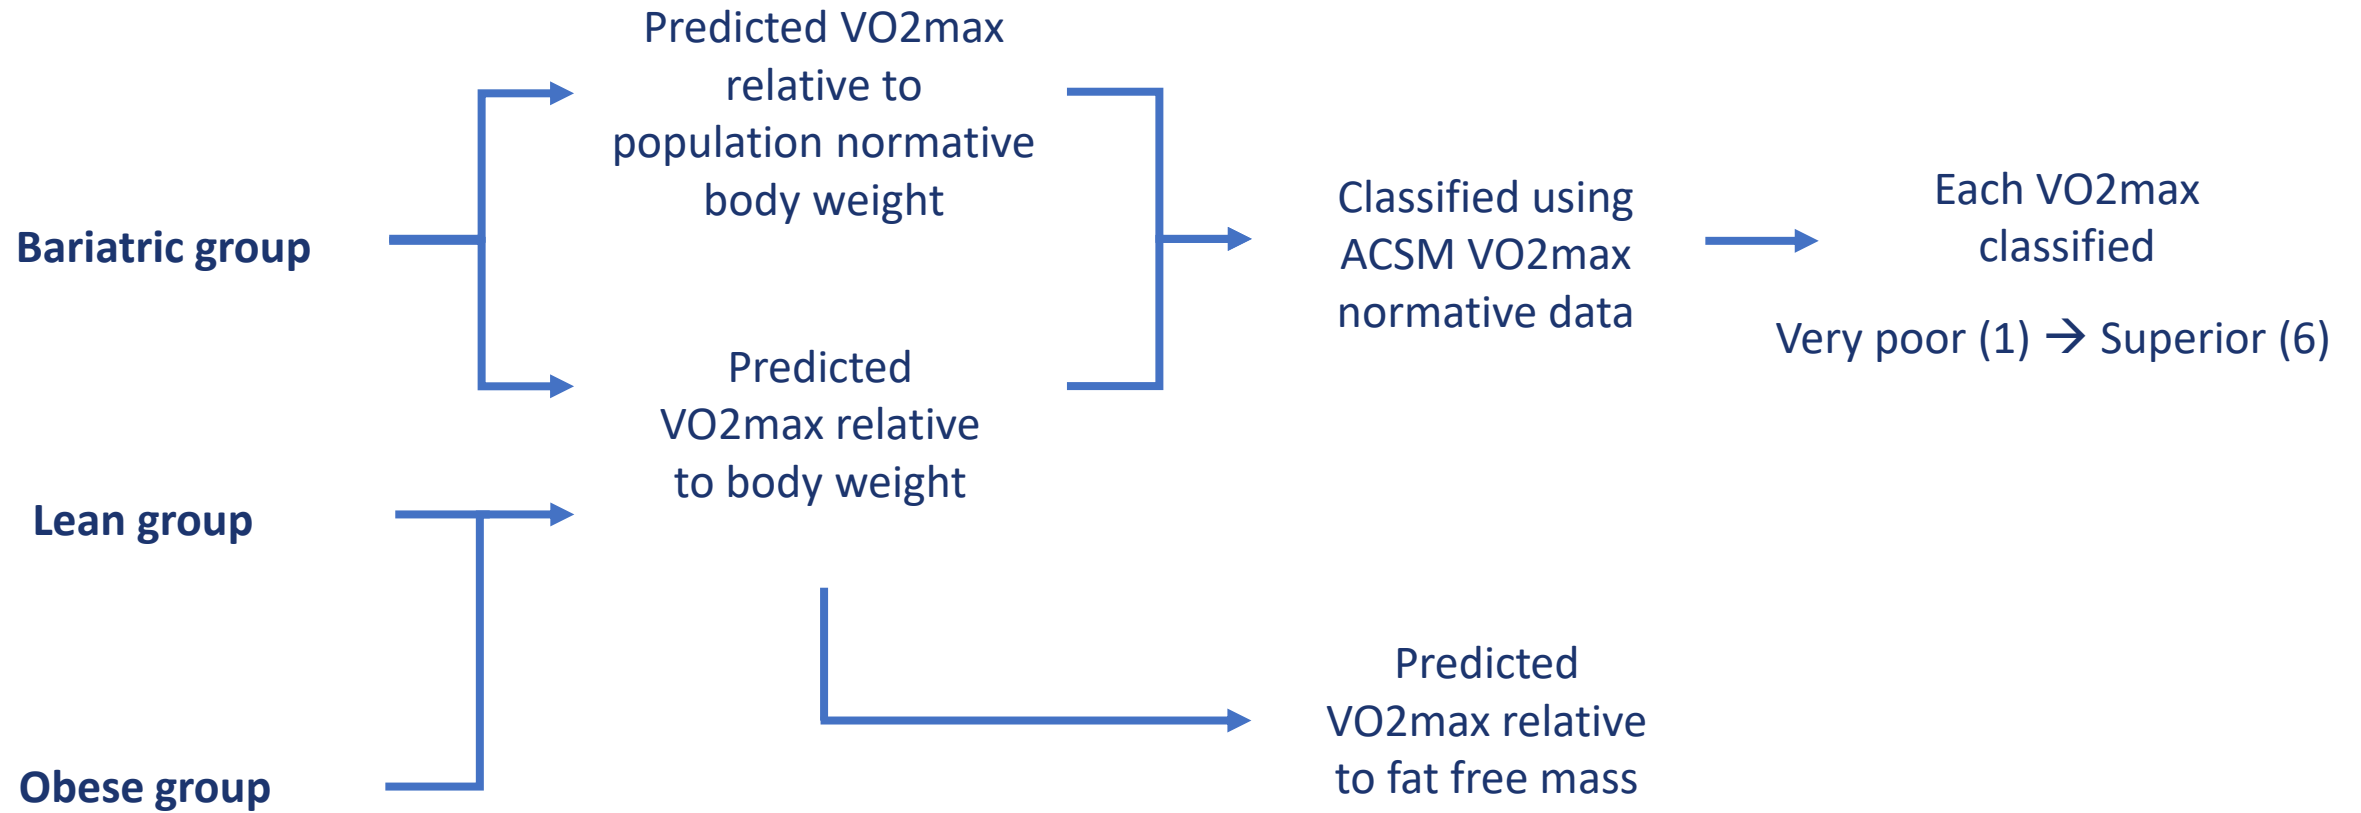 Predicted VO2max
relative to
population normative
body weight
Bariatric group
Predicted
VO2max relative
to body weight
Lean group
Obese group
Classified using
ACSM VO2max
normative data
Each VO2max
classified
Very poor (1) → Superior (6)
Predicted
VO2max relative
to fat free mass